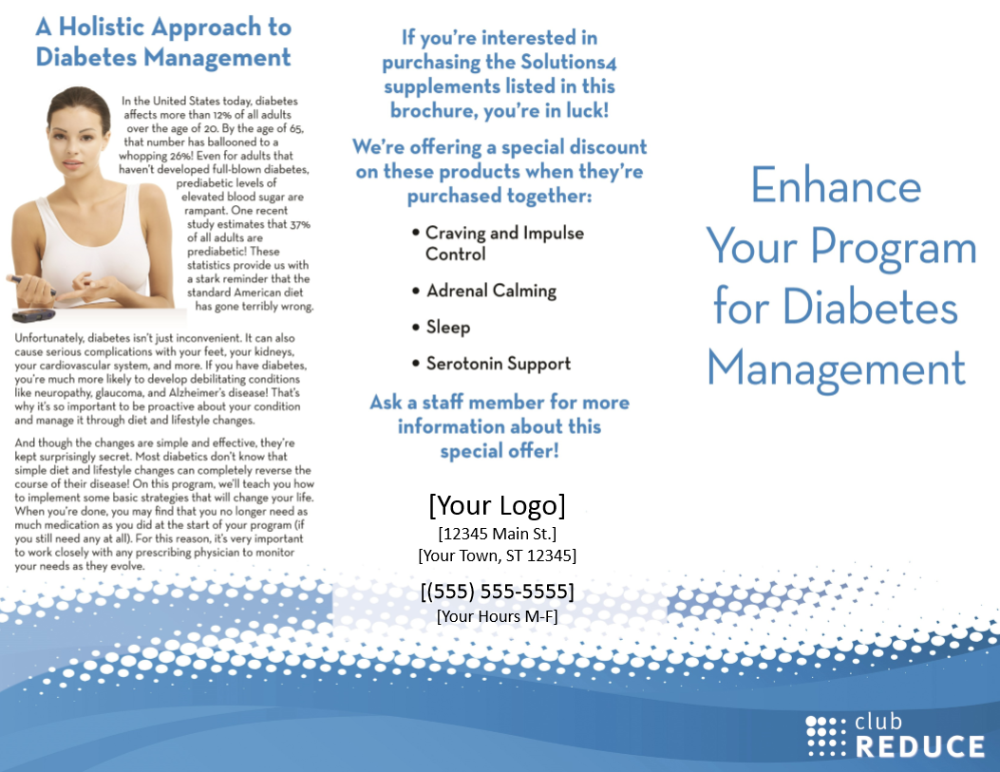 A Holistic Approach to
Diabetes Management
In the United States today, diabetes
affects more than 12% of all adults
over the age of 20. By the age of 65,
that number has ballooned to a
whopping 26%! Even for adults that
haven't developed full-blown diabetes,
prediabetic levels of
elevated blood sugar are
rampant. One recent
study estimates that 37%
of all adults are
prediabetic! These
statistics provide us with
a stark reminder that the
standard American diet
has gone terribly wrong.
Unfortunately, diabetes isn't just inconvenient. It can also
cause serious complications with your feet, your kidneys,
your cardiovascular system, and more. If you have diabetes,
you're much more likely to develop debilitating conditions
like neuropathy, glaucoma, and Alzheimer's disease! That's
why it's so important to be proactive about your condition
and manage it through diet and lifestyle changes.
And though the changes are simple and effective, they're
kept surprisingly secret. Most diabetics don't know that
simple diet and lifestyle changes can completely reverse the
course of their disease! On this program, we'll teach you how
to implement some basic strategies that will change your life.
When you're done, you may find that you no longer need as
much medication as you did at the start of your program (if
you still need any at all). For this reason, it's very important
to work closely with any prescribing physician to monitor
your needs as they evolve.
If you're interested in
purchasing the Solutions4
supplements listed in this
brochure, you're in luck!
We're offering a special discount
on these products when they're
purchased together:
• Craving and Impulse
Control
• Adrenal Calming
• Sleep
• Serotonin Support
Ask a staff member for more
information about this
special offer!
[Your Logo]
[12345 Main St.]
[Your Town, ST 12345]
[(555) 555-5555]
[Your Hours M-F]
Enhance
Your Program
for Diabetes
Management
club
REDUCE